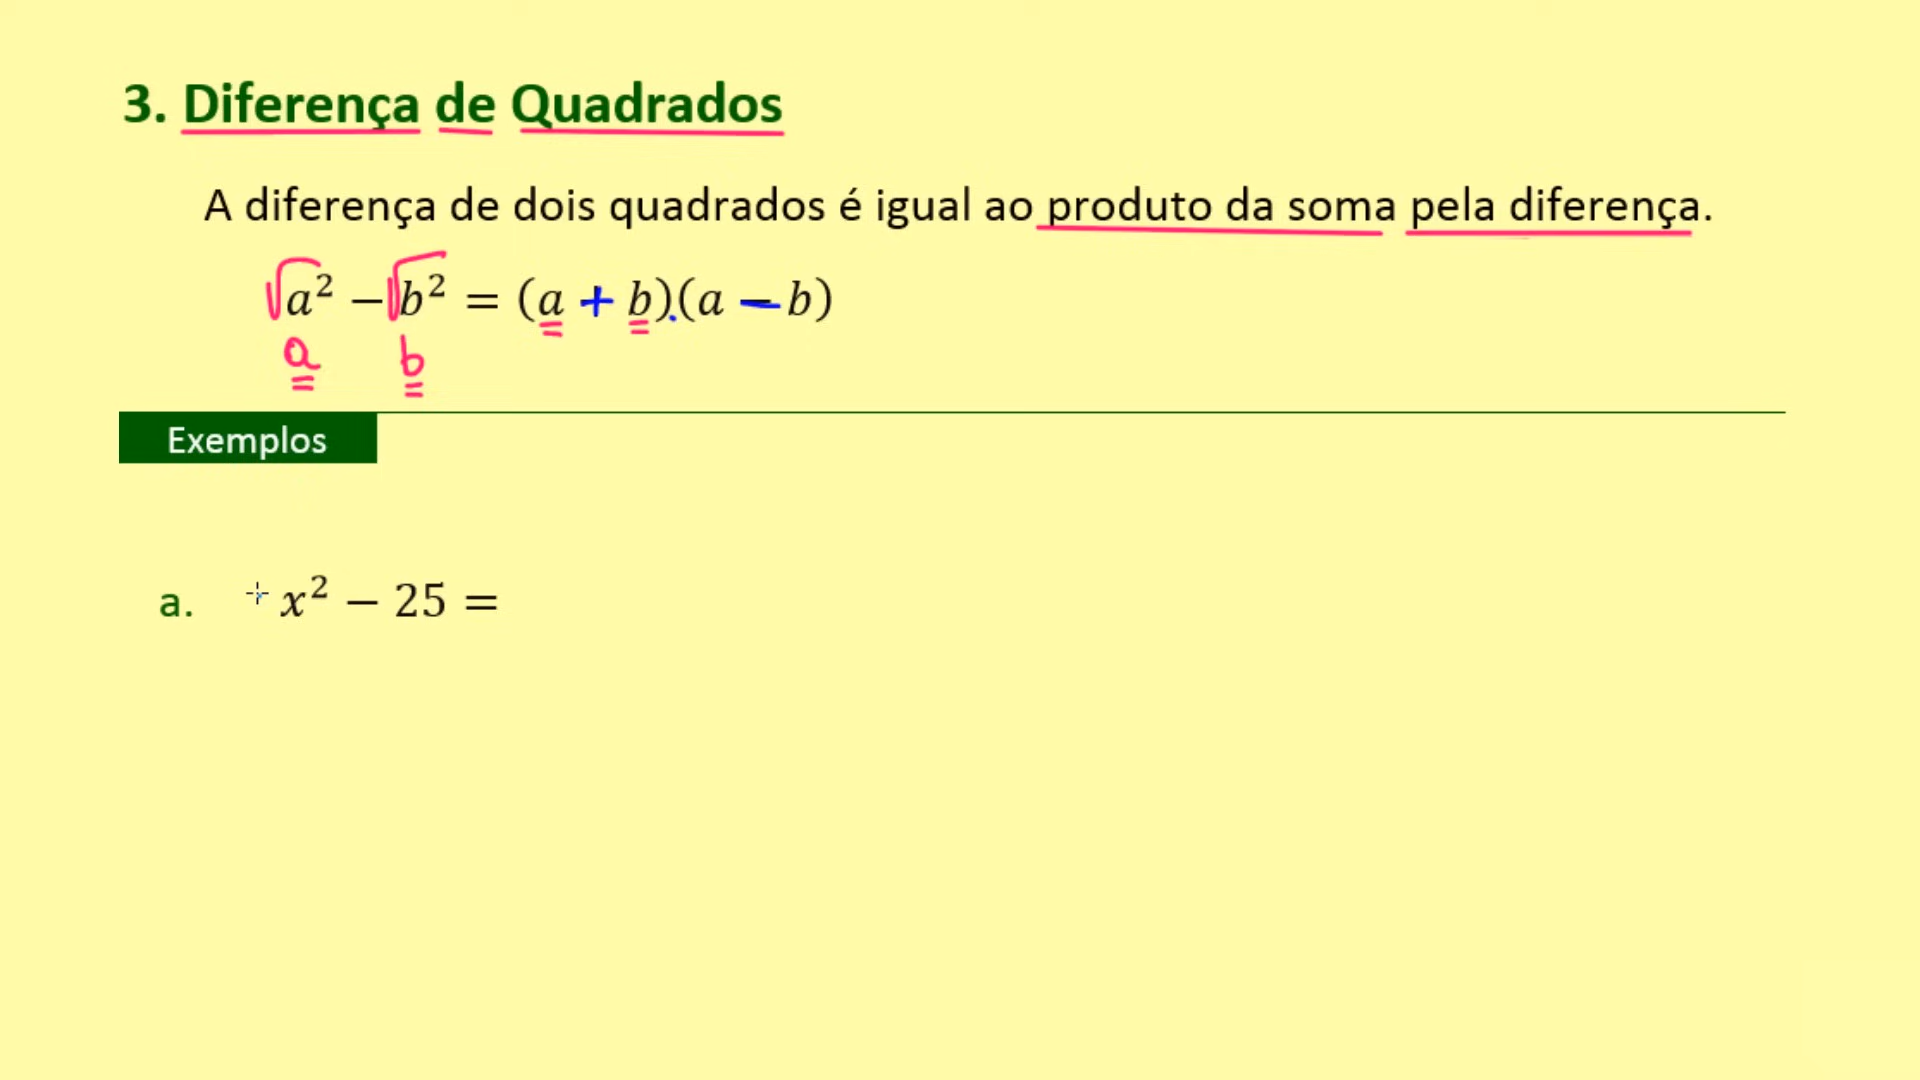 3. Diferença de Quadrados
A diferença de dois quadrados é igual ao produto da soma pela diferença.
√a² − √b² = (a + b).(a − b)
a b
Exemplos
a. x² − 25 =